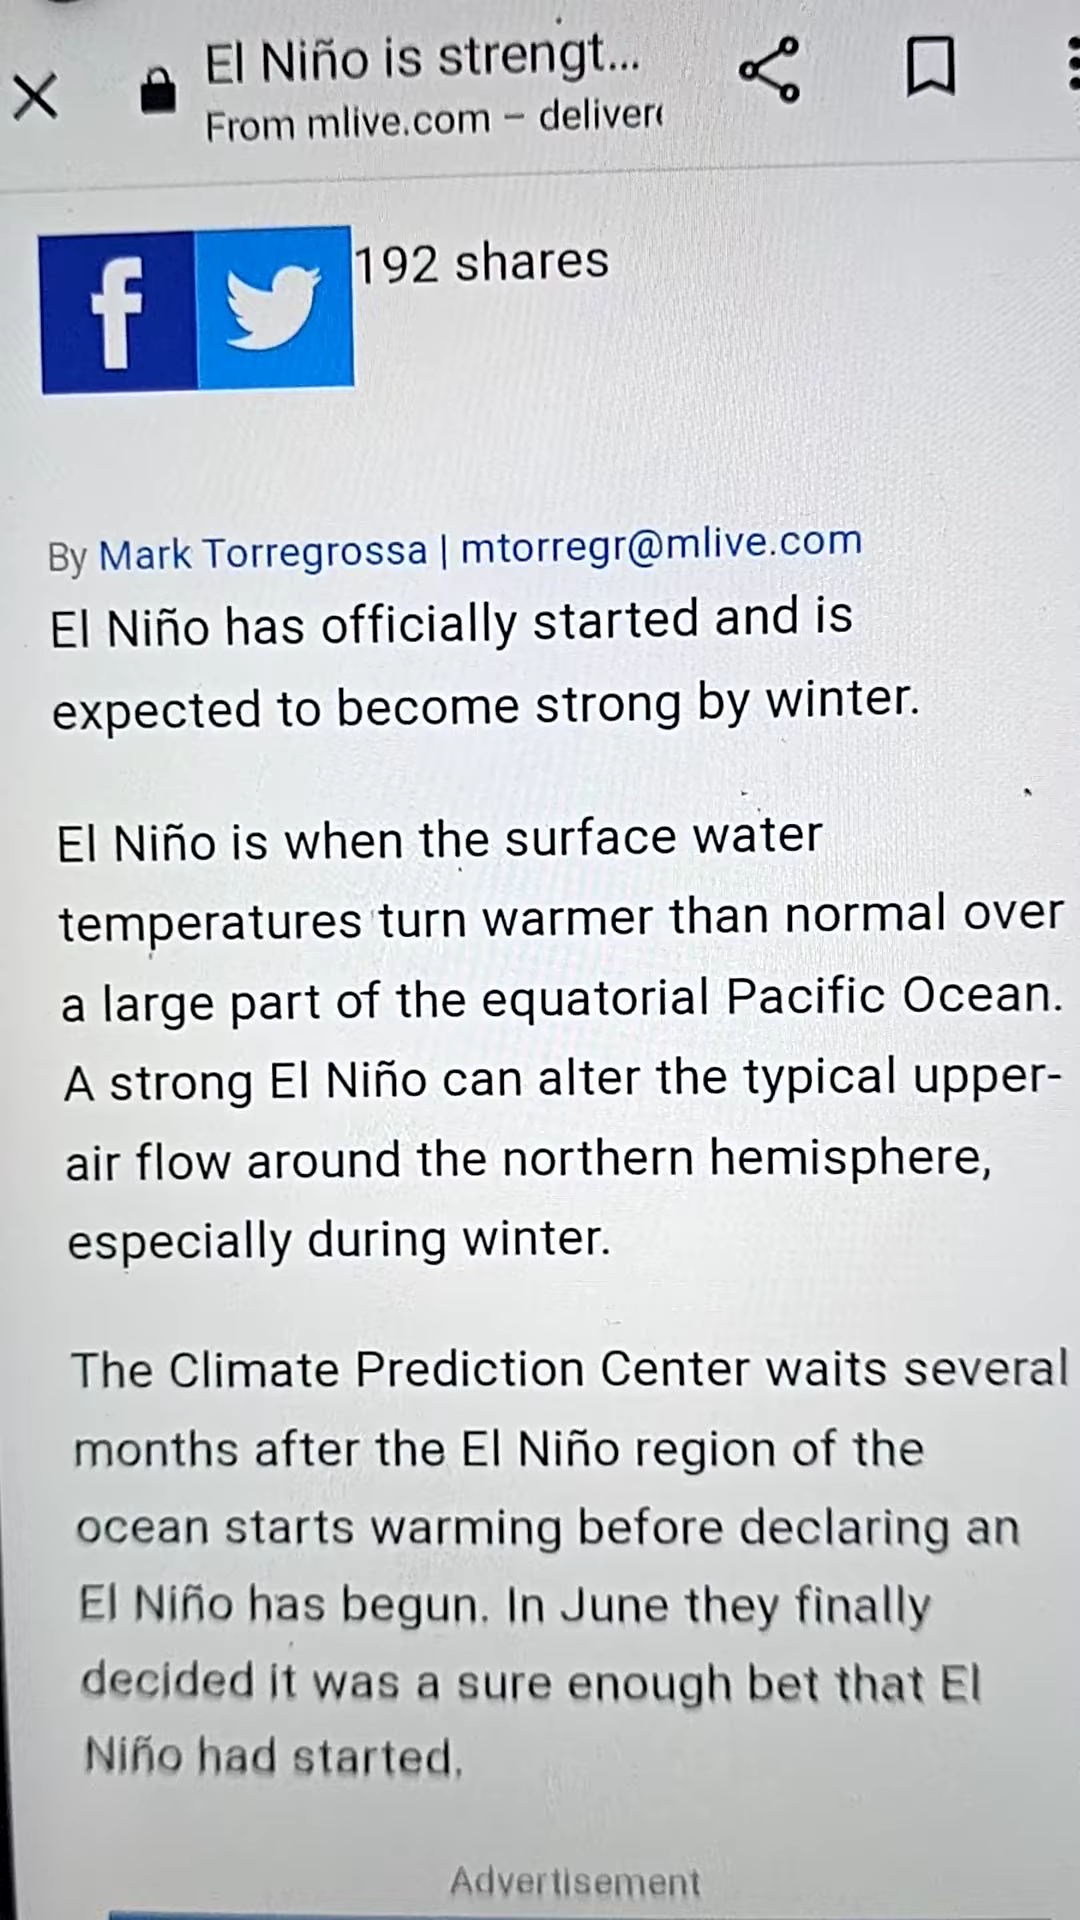 El Niño is strengt...
From mlive.com – deliver
192 shares
By Mark Torregrossa | mtorregr@mlive.com
El Niño has officially started and is
expected to become strong by winter.
El Niño is when the surface water
temperatures turn warmer than normal over
a large part of the equatorial Pacific Ocean.
A strong El Niño can alter the typical upper-
air flow around the northern hemisphere,
especially during winter.
The Climate Prediction Center waits several
months after the El Niño region of the
ocean starts warming before declaring an
El Niño has begun. In June they finally
decided it was a sure enough bet that El
Niño had started.
Advertisement